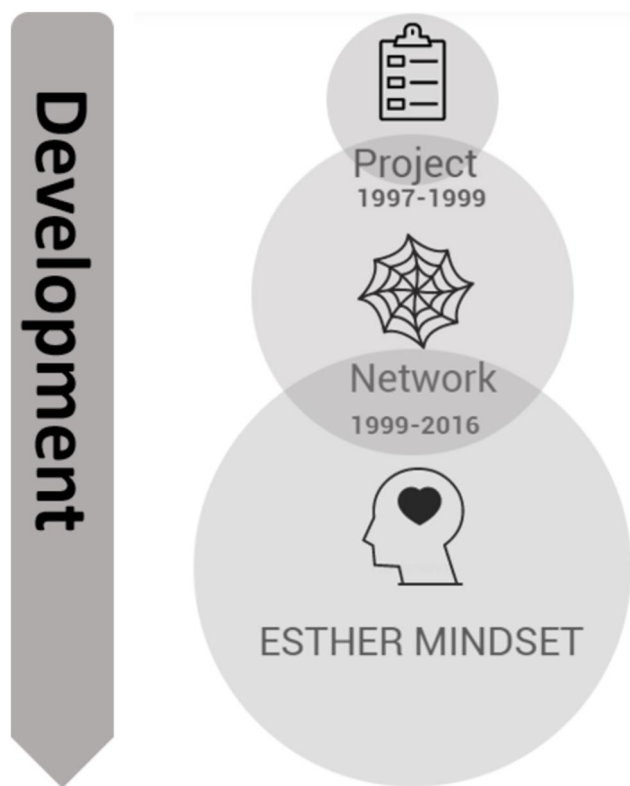 Development
Project
1997-1999
Network
1999-2016
ESTHER MINDSET